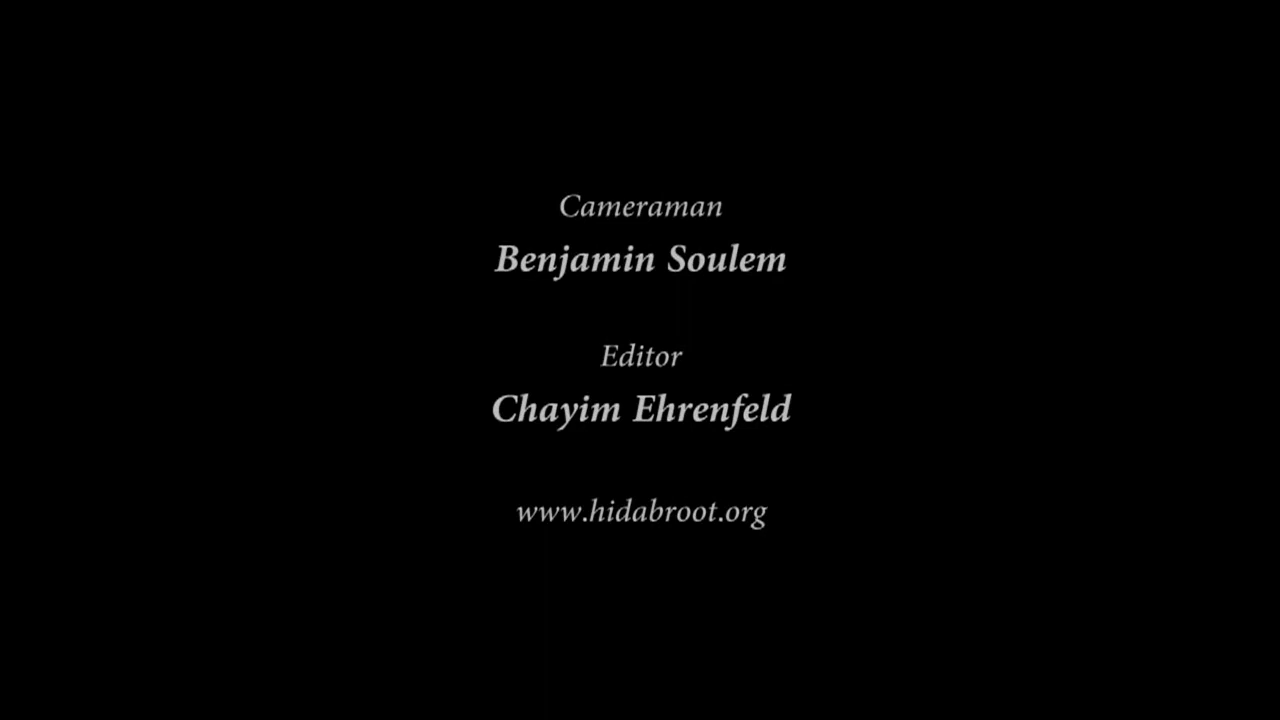 Cameraman
Benjamin Soulem
Editor
Chayim Ehrenfeld
www.hidabroot.org